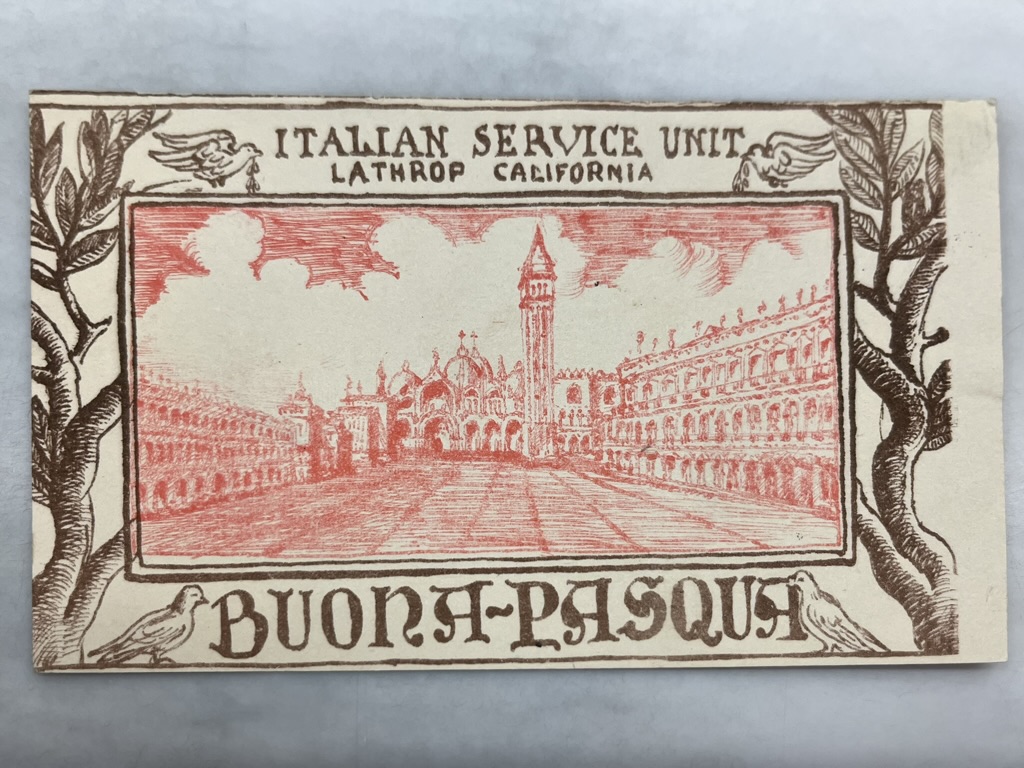 ITALIAN SERVICE UNIT
LATHROP CALIFORNIA
BUONA-PASQUA